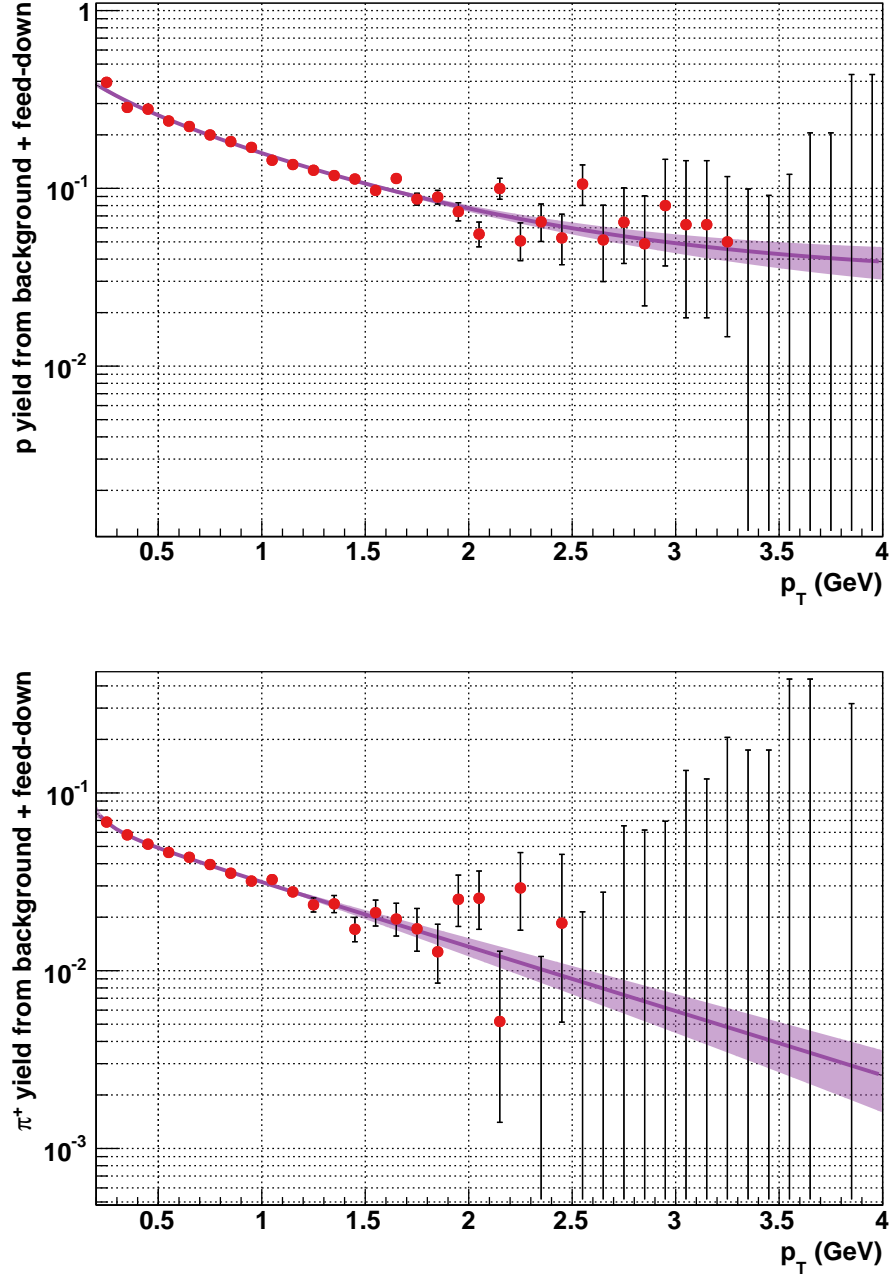 p yield from background + feed-down
1
10⁻¹
10⁻²
0.5 1 1.5 2 2.5 3 3.5 4
p_T (GeV)
π⁺ yield from background + feed-down
10⁻¹
10⁻²
10⁻³
0.5 1 1.5 2 2.5 3 3.5 4
p_T (GeV)